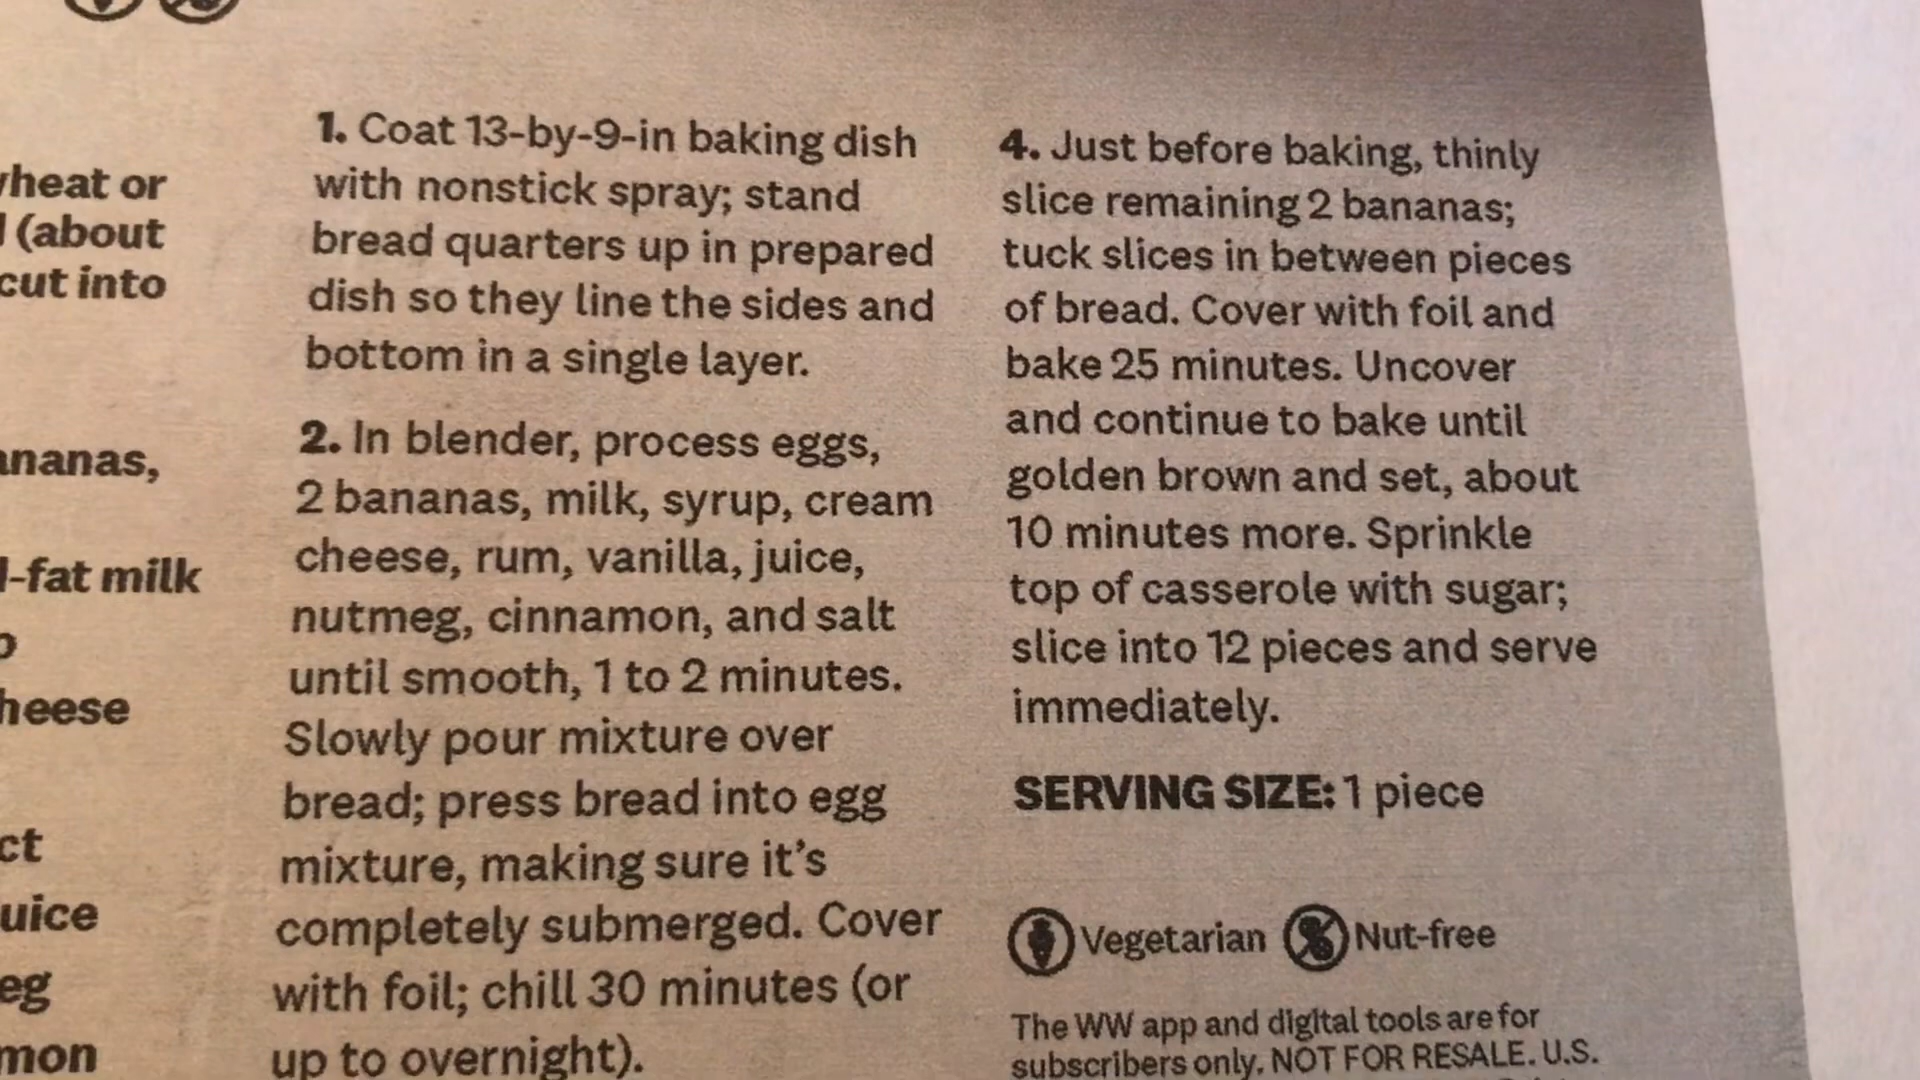 wheat or
(about
cut into
ananas,
-fat milk
heese
ct
uice
eg
mon
1. Coat 13-by-9-in baking dish
with nonstick spray; stand
bread quarters up in prepared
dish so they line the sides and
bottom in a single layer.
2. In blender, process eggs,
2 bananas, milk, syrup, cream
cheese, rum, vanilla, juice,
nutmeg, cinnamon, and salt
until smooth, 1 to 2 minutes.
Slowly pour mixture over
bread; press bread into egg
mixture, making sure it's
completely submerged. Cover
with foil; chill 30 minutes (or
up to overnight).
4. Just before baking, thinly
slice remaining 2 bananas;
tuck slices in between pieces
of bread. Cover with foil and
bake 25 minutes. Uncover
and continue to bake until
golden brown and set, about
10 minutes more. Sprinkle
top of casserole with sugar;
slice into 12 pieces and serve
immediately.
SERVING SIZE: 1 piece
Vegetarian Nut-free
The WW app and digital tools are for
subscribers only. NOT FOR RESALE. U.S.